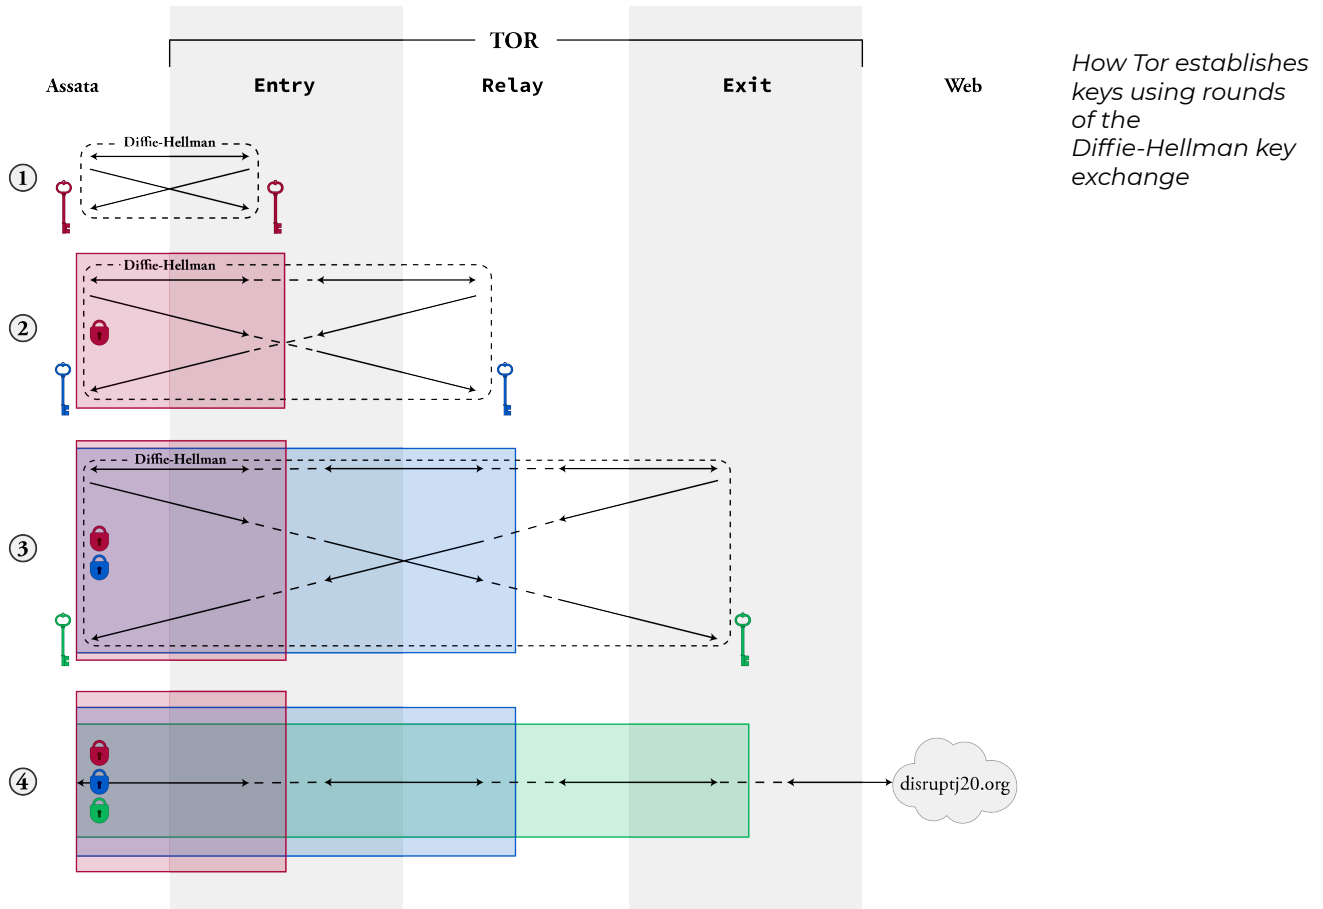 TOR
Assata
Entry
Relay
Exit
Web
How Tor establishes
keys using rounds
of the
Diffie-Hellman key
exchange
Diffie-Hellman
1
Diffie-Hellman
2
Diffie-Hellman
3
4
disruptj20.org